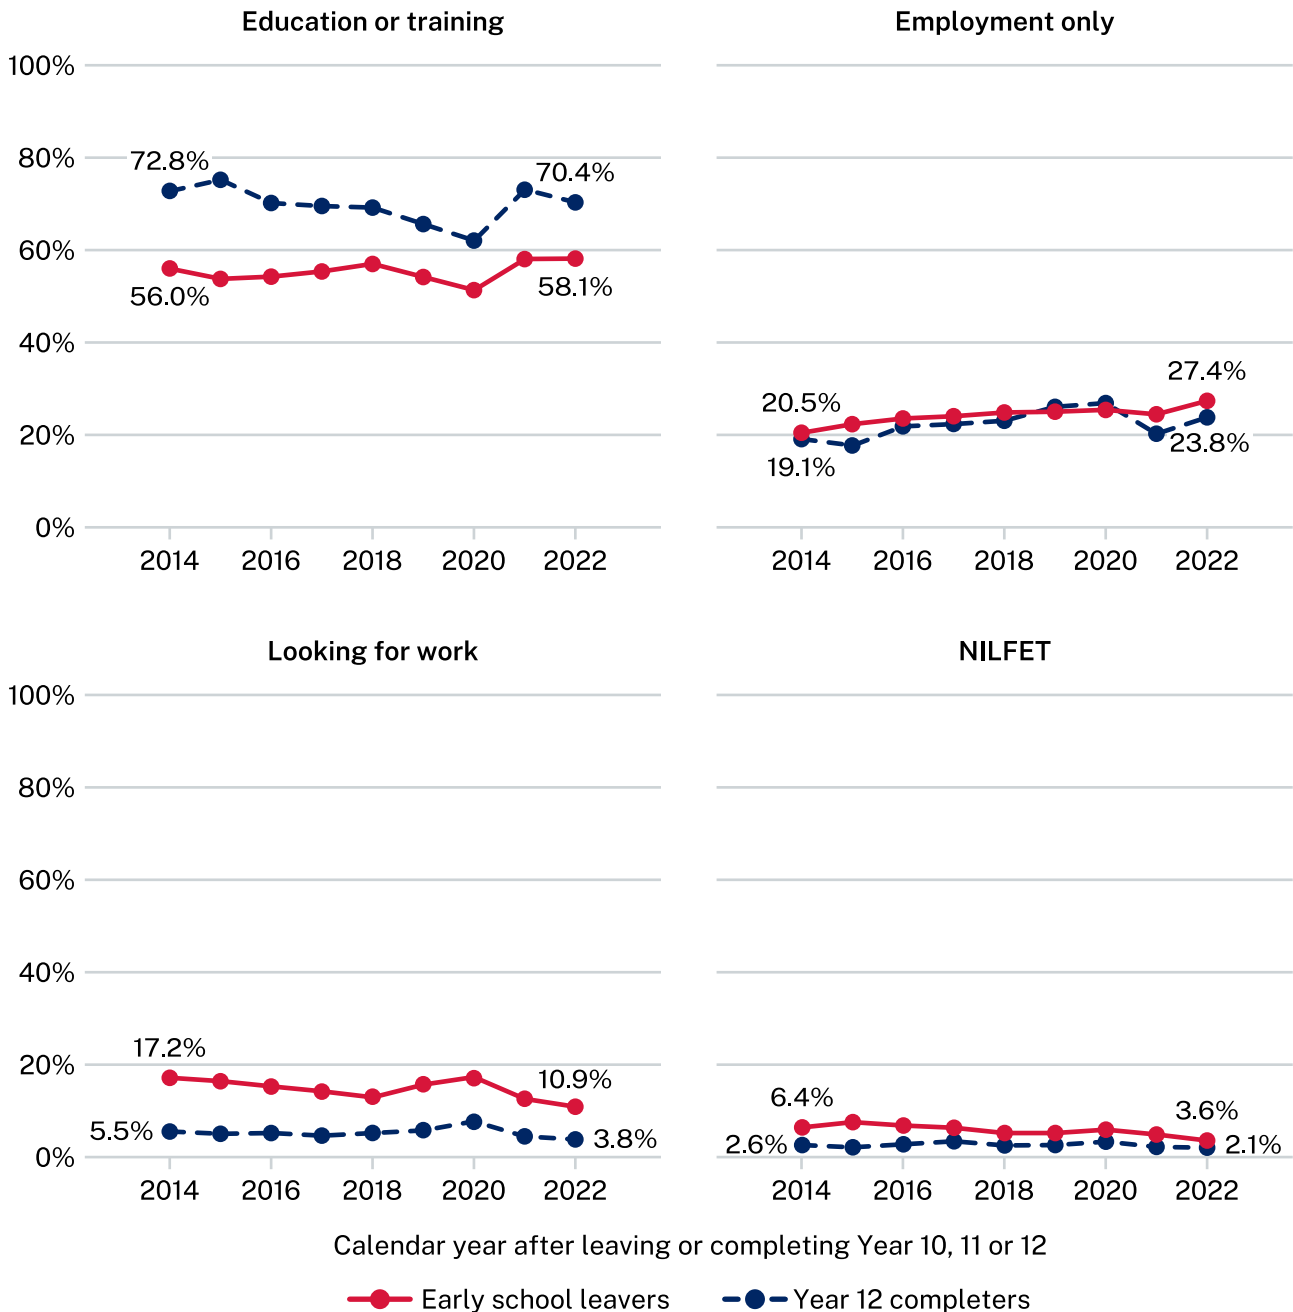 Education or training
Employment only
100%
80%
60%
40%
20%
0%
72.8%
70.4%
56.0%
58.1%
20.5%
27.4%
19.1%
23.8%
2014 2016 2018 2020 2022
2014 2016 2018 2020 2022
Looking for work
NILFET
100%
80%
60%
40%
20%
0%
17.2%
10.9%
5.5%
3.8%
6.4%
3.6%
2.6%
2.1%
2014 2016 2018 2020 2022
2014 2016 2018 2020 2022
Calendar year after leaving or completing Year 10, 11 or 12
Early school leavers
Year 12 completers